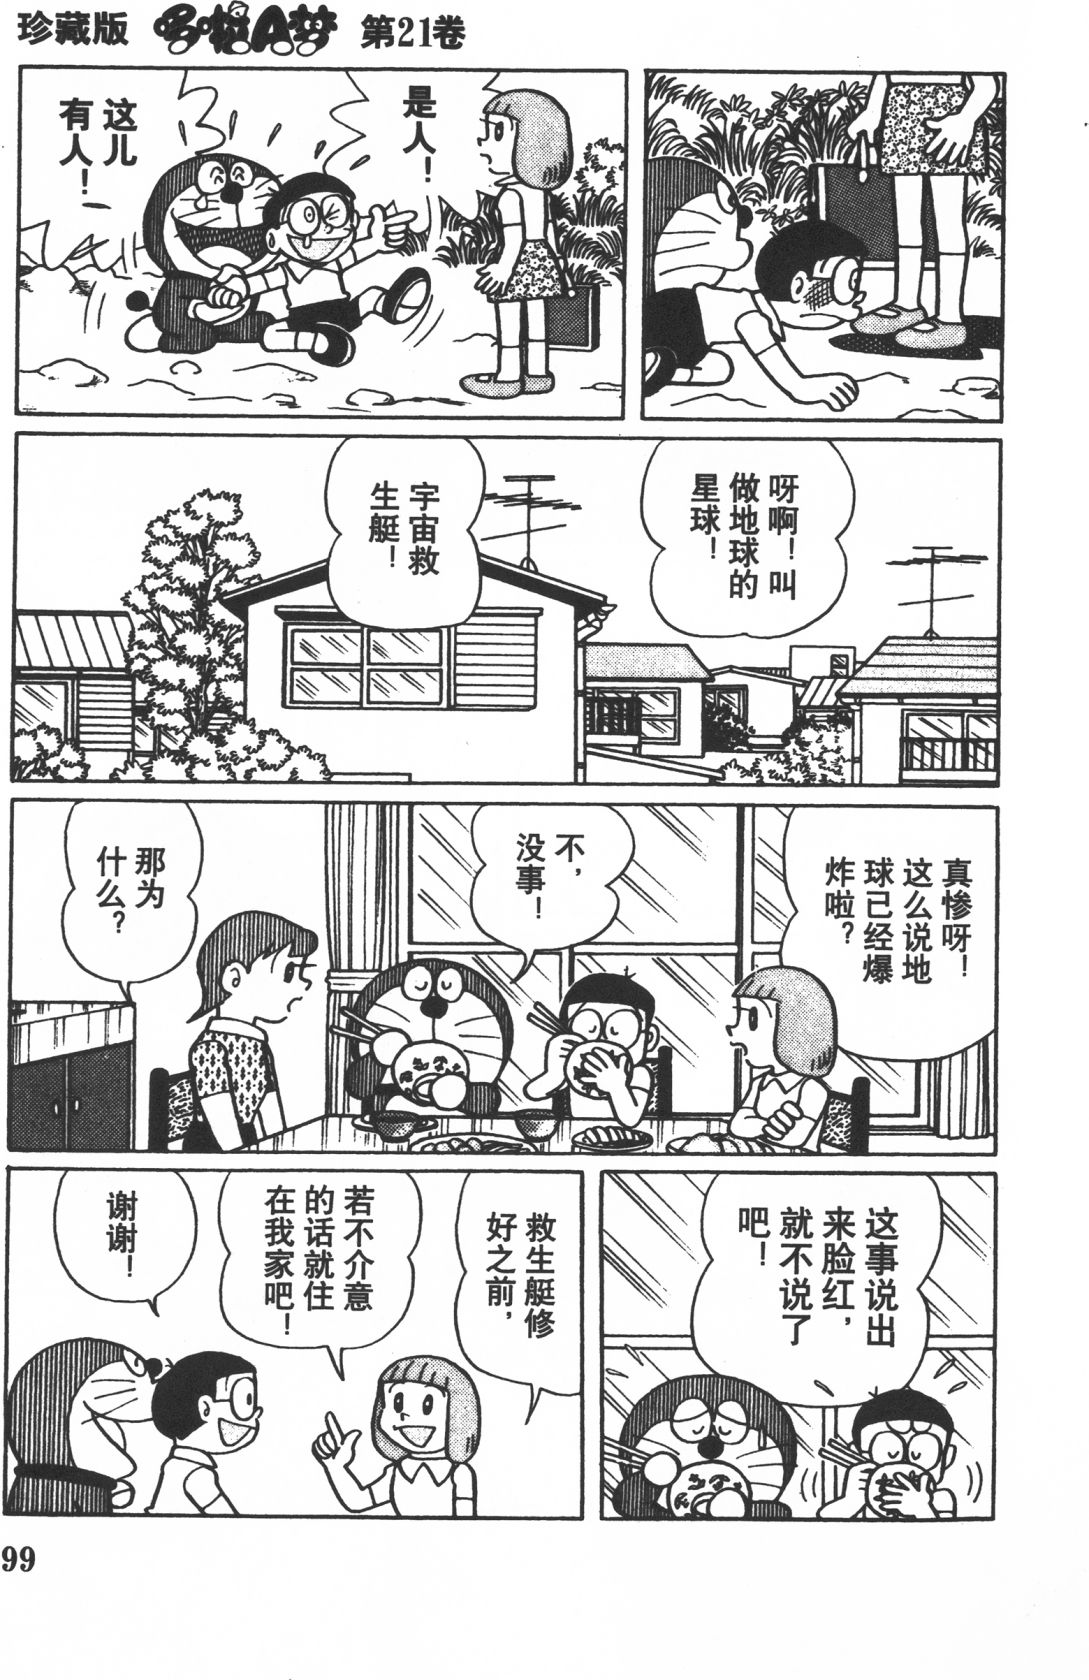 珍藏版 哆啦A梦 第21卷
是人！
这儿
有人！
呀啊！叫
做地球的
星球！
宇宙救
生艇！
真惨呀！
这么说地
球已经爆
炸啦？
不，
没事！
那为
什么？
这事说出
来脸红，
就不说了
吧！
救生艇修
好之前，
若不介意
的话就住
在我家吧！
谢谢！
99